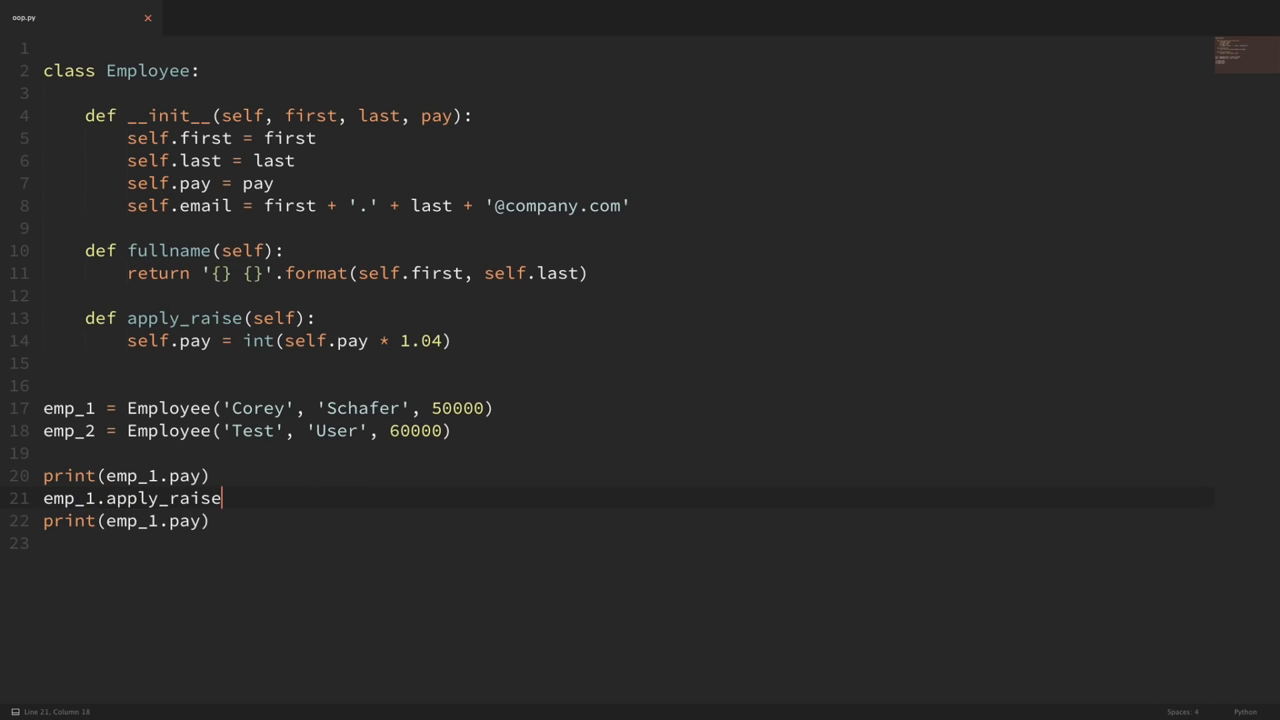 oop.py ×
1
2 class Employee:
3
4     def __init__(self, first, last, pay):
5         self.first = first
6         self.last = last
7         self.pay = pay
8         self.email = first + '.' + last + '@company.com'
9
10     def fullname(self):
11         return '{} {}'.format(self.first, self.last)
12
13     def apply_raise(self):
14         self.pay = int(self.pay * 1.04)
15
16
17 emp_1 = Employee('Corey', 'Schafer', 50000)
18 emp_2 = Employee('Test', 'User', 60000)
19
20 print(emp_1.pay)
21 emp_1.apply_raise
22 print(emp_1.pay)
23
Line 21, Column 18 Spaces: 4 Python